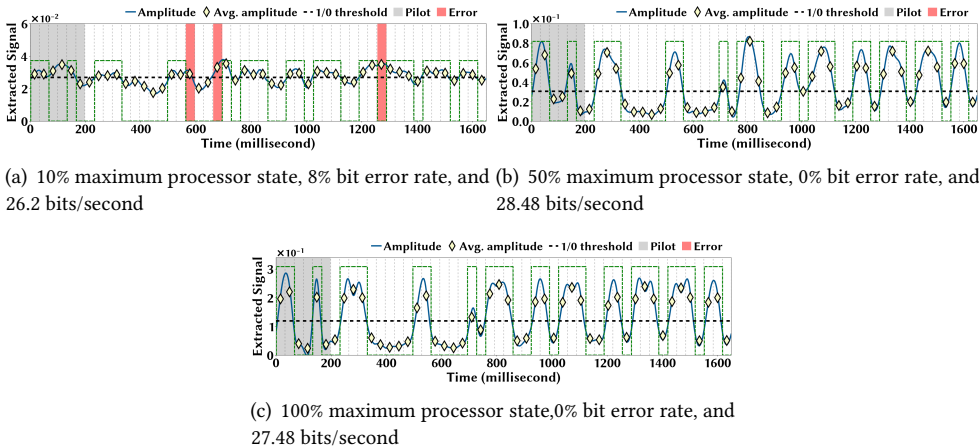 Amplitude Avg. amplitude 1/0 threshold Pilot Error
×10⁻²
Extracted Signal
6
4
2
0
0 200 400 600 800 1000 1200 1400 1600
Time (millisecond)
(a) 10% maximum processor state, 8% bit error rate, and
26.2 bits/second
Amplitude Avg. amplitude 1/0 threshold Pilot Error
×10⁻¹
Extracted Signal
1.0
0.8
0.6
0.4
0.2
0.0
0 200 400 600 800 1000 1200 1400 1600
Time (millisecond)
(b) 50% maximum processor state, 0% bit error rate, and
28.48 bits/second
Amplitude Avg. amplitude 1/0 threshold Pilot Error
×10⁻¹
Extracted Signal
3
2
1
0
0 200 400 600 800 1000 1200 1400 1600
Time (millisecond)
(c) 100% maximum processor state,0% bit error rate, and
27.48 bits/second